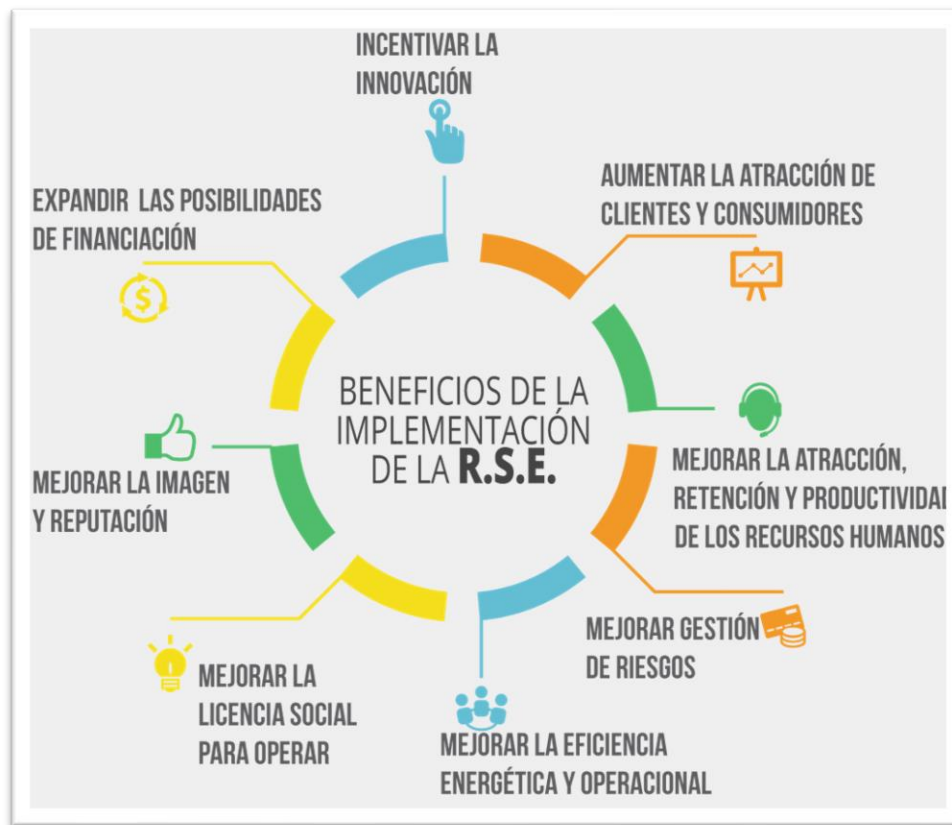 INCENTIVAR LA
INNOVACIÓN
AUMENTAR LA ATRACCIÓN DE
CLIENTES Y CONSUMIDORES
EXPANDIR LAS POSIBILIDADES
DE FINANCIACIÓN
$
BENEFICIOS DE LA
IMPLEMENTACIÓN
DE LA R.S.E.
MEJORAR LA ATRACCIÓN,
RETENCIÓN Y PRODUCTIVIDAI
DE LOS RECURSOS HUMANOS
MEJORAR LA IMAGEN
Y REPUTACIÓN
MEJORAR GESTIÓN
DE RIESGOS
MEJORAR LA
LICENCIA SOCIAL
PARA OPERAR
MEJORAR LA EFICIENCIA
ENERGÉTICA Y OPERACIONAL